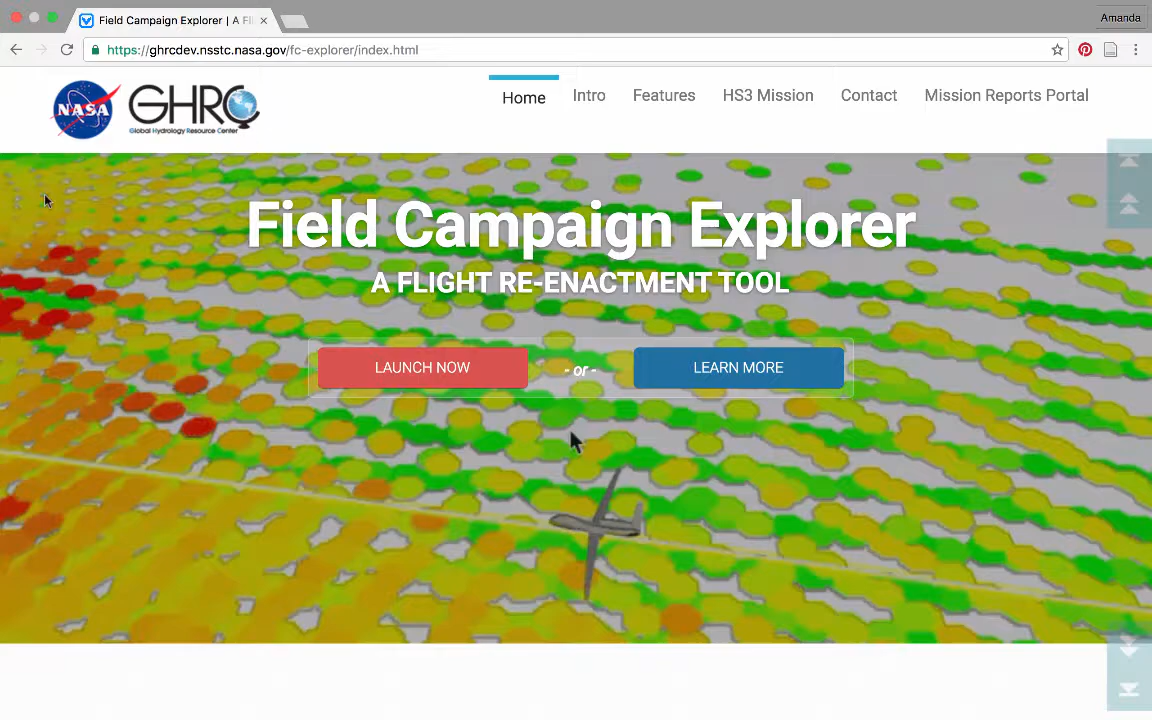 Field Campaign Explorer | A Fl
Amanda
https://ghrcdev.nsstc.nasa.gov/fc-explorer/index.html
NASA
GHRC
Global Hydrology Resource Center
Home
Intro
Features
HS3 Mission
Contact
Mission Reports Portal
Field Campaign Explorer
A FLIGHT RE-ENACTMENT TOOL
LAUNCH NOW
- or -
LEARN MORE